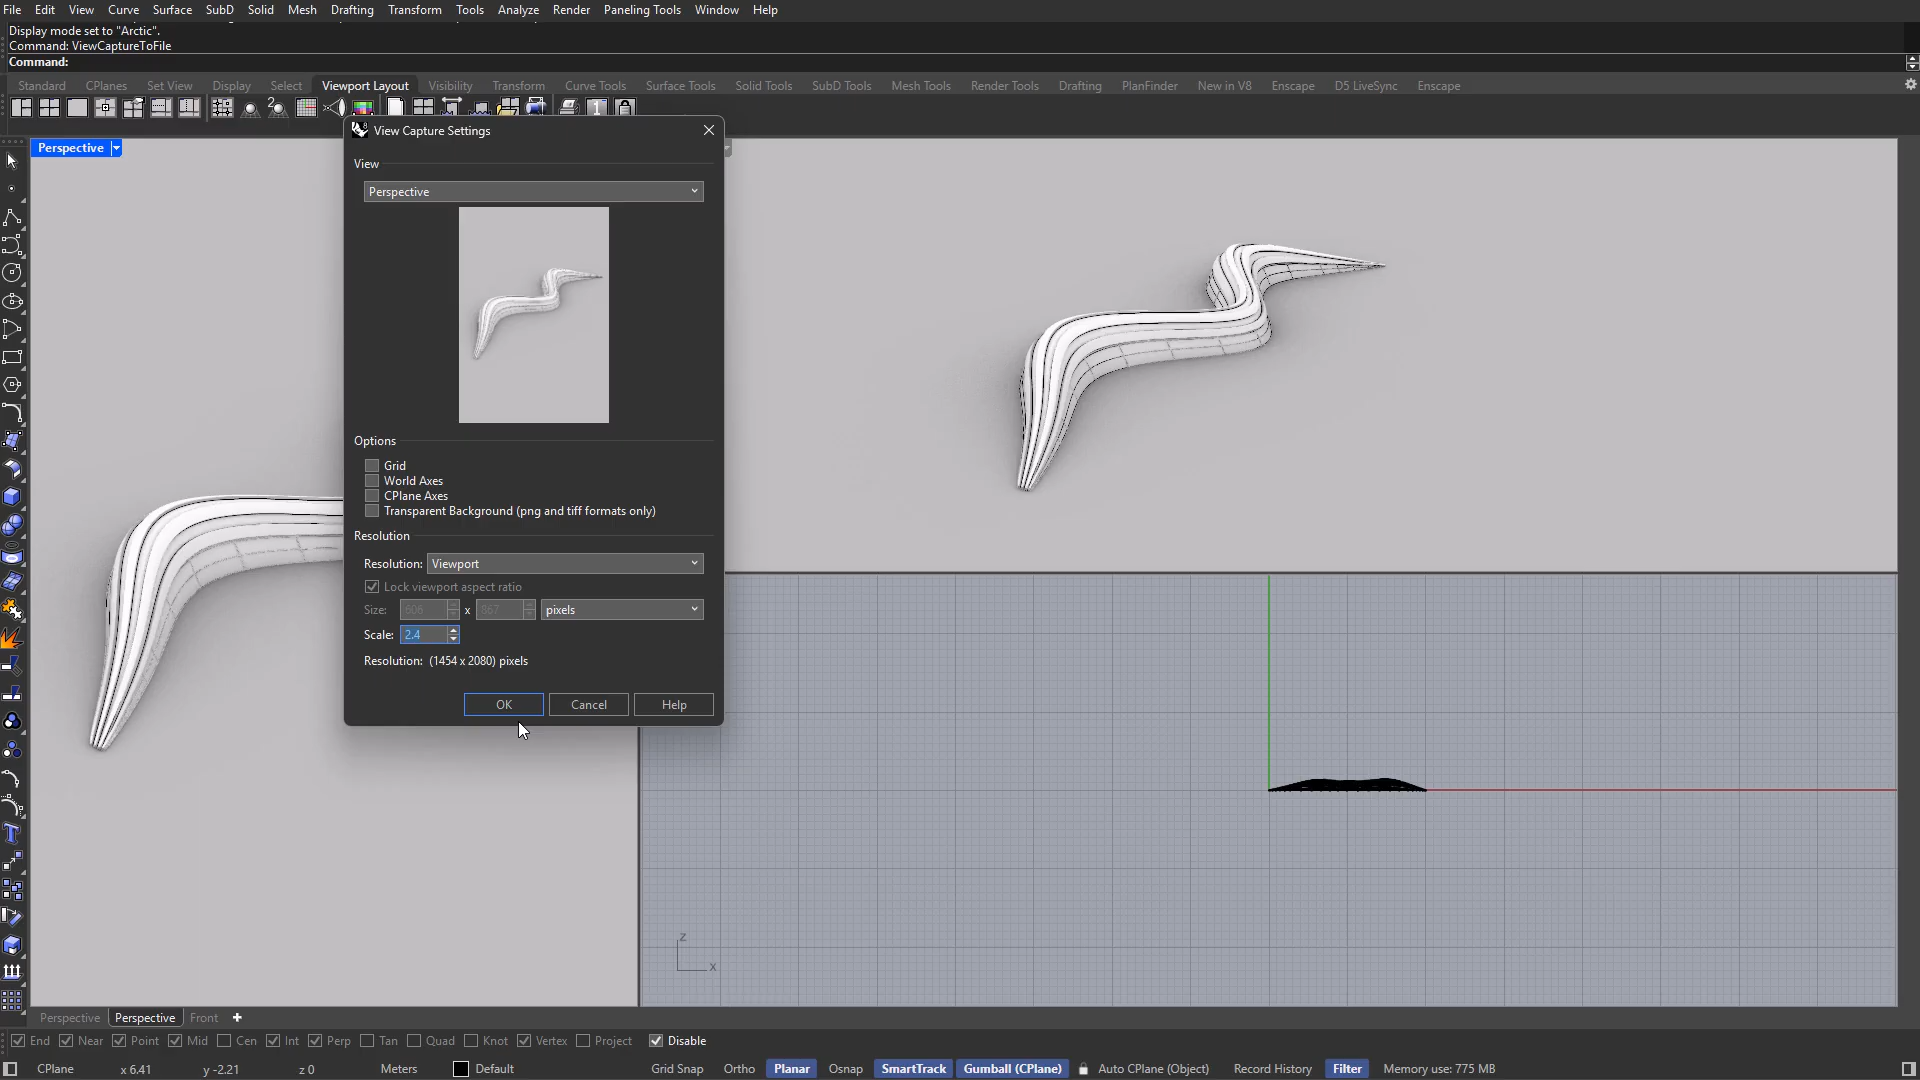 File Edit View Curve Surface SubD Solid Mesh Drafting Transform Tools Analyze Render Paneling Tools Window Help
Display mode set to "Arctic".
Command: ViewCaptureToFile
Command:
Standard CPlanes Set View Display Select Viewport Layout Visibility Transform Curve Tools Surface Tools Solid Tools SubD Tools Mesh Tools Render Tools Drafting PlanFinder New in V8 Enscape D5 LiveSync Enscape
View Capture Settings
Perspective
View
Perspective
Options
Grid
World Axes
CPlane Axes
Transparent Background (png and tiff formats only)
Resolution
Resolution: Viewport
Lock viewport aspect ratio
Size: 606 x 867 pixels
Scale: 2.4
Resolution: (1454 x 2080) pixels
OK Cancel Help
z
x
Perspective Perspective Front
End Near Point Mid Cen Int Perp Tan Quad Knot Vertex Project Disable
CPlane x 6.41 y -2.21 z 0 Meters Default Grid Snap Ortho Planar Osnap SmartTrack Gumball (CPlane) Auto CPlane (Object) Record History Filter Memory use: 775 MB